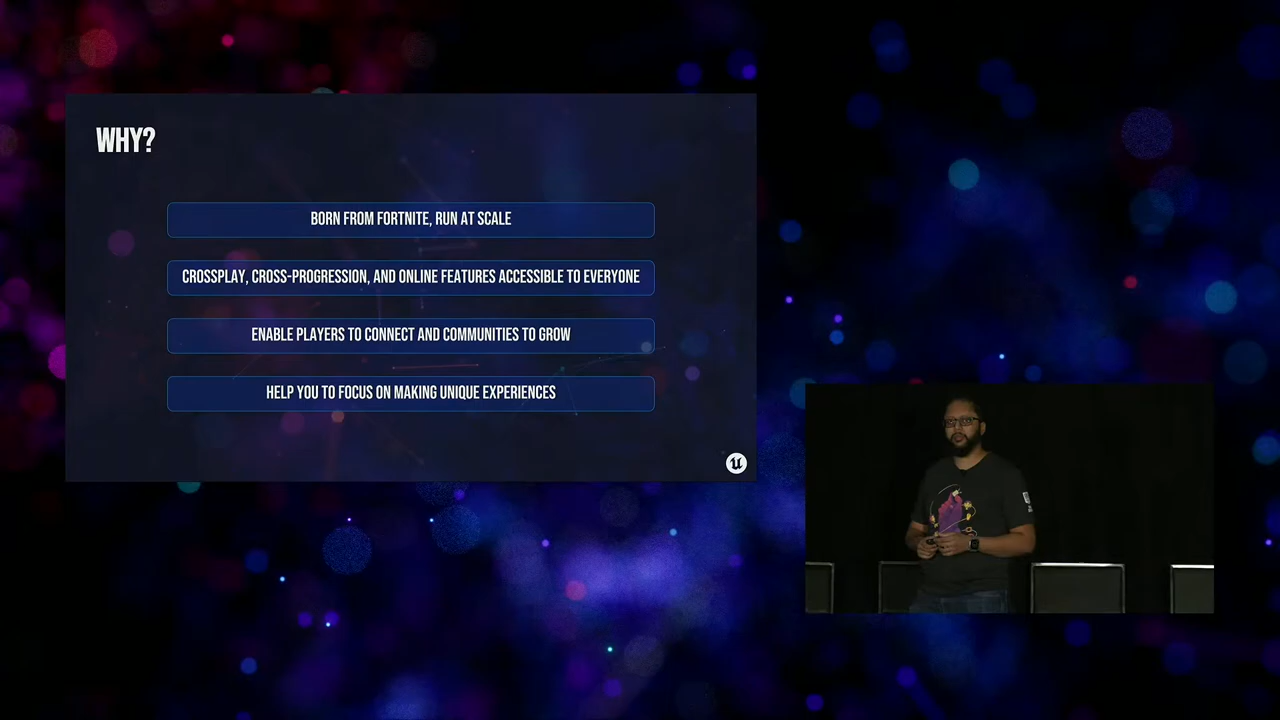 WHY?
BORN FROM FORTNITE, RUN AT SCALE
CROSSPLAY, CROSS-PROGRESSION, AND ONLINE FEATURES ACCESSIBLE TO EVERYONE
ENABLE PLAYERS TO CONNECT AND COMMUNITIES TO GROW
HELP YOU TO FOCUS ON MAKING UNIQUE EXPERIENCES